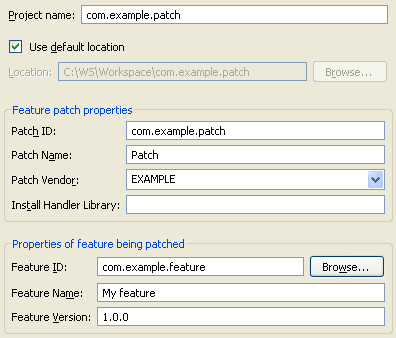 Project name: com.example.patch
Use default location
Location: C:\WS\Workspace\com.example.patch Browse...
Feature patch properties
Patch ID: com.example.patch
Patch Name: Patch
Patch Vendor: EXAMPLE
Install Handler Library:
Properties of feature being patched
Feature ID: com.example.feature Browse...
Feature Name: My feature
Feature Version: 1.0.0